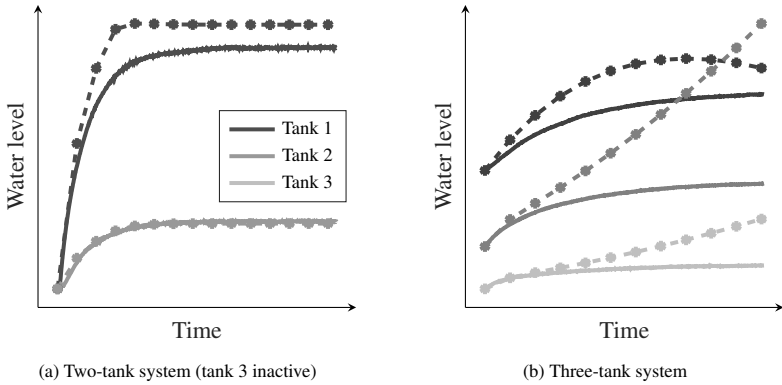 Water level
Tank 1
Tank 2
Tank 3
Time
(a) Two-tank system (tank 3 inactive)
Water level
Time
(b) Three-tank system